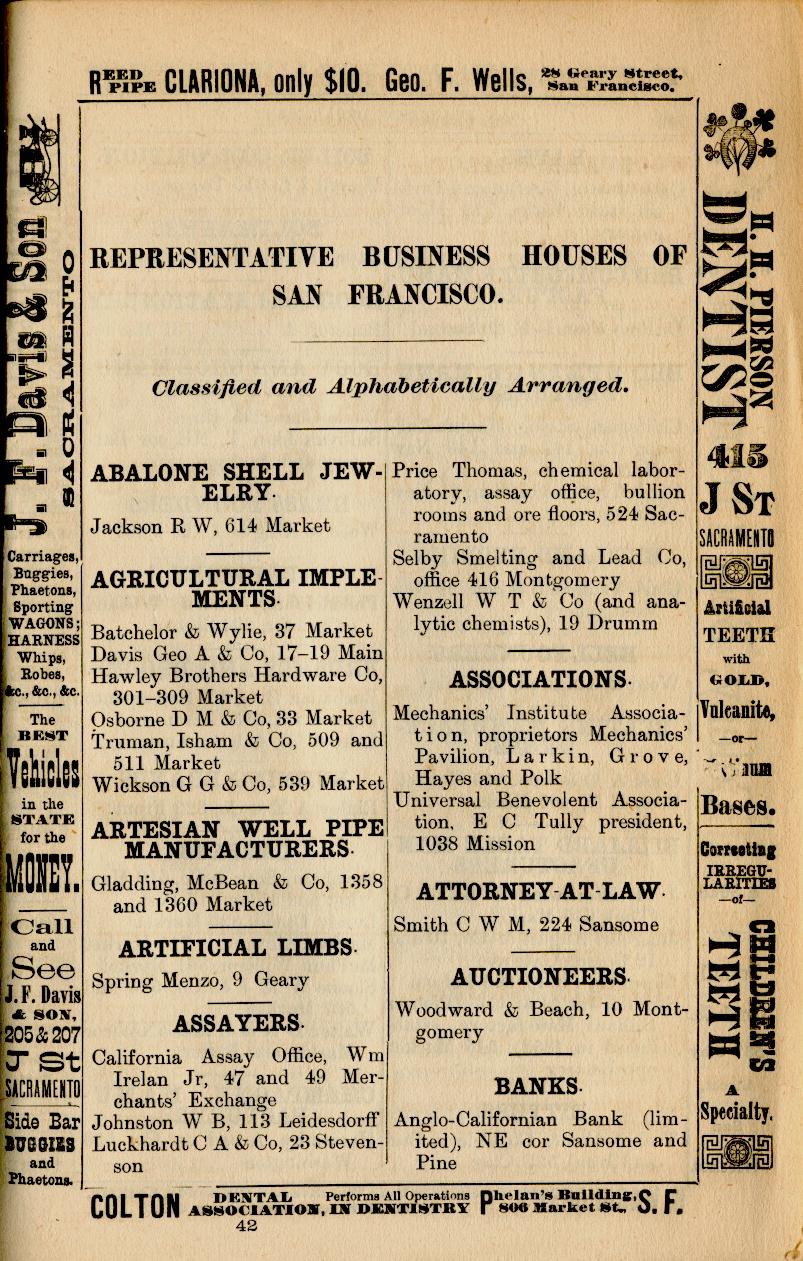 REED PIPE CLARIONA, only $10. Geo. F. Wells, 28 Geary Street, San Francisco.
J. F. Davis & Son
SACRAMENTO
Carriages,
Buggies,
Phaetons,
Sporting
WAGONS;
HARNESS
Whips,
Robes,
&c., &c., &c.
The
BEST
Vehicles
in the
STATE
for the
MONEY.
Call
and
See
J. F. Davis
& SON,
205 & 207
J St
SACRAMENTO
Side Bar
BUGGIES
and
Phaetons.
REPRESENTATIVE BUSINESS HOUSES OF
SAN FRANCISCO.
Classified and Alphabetically Arranged.
ABALONE SHELL JEW-
ELRY.
Jackson R W, 614 Market
AGRICULTURAL IMPLE-
MENTS.
Batchelor & Wylie, 37 Market
Davis Geo A & Co, 17-19 Main
Hawley Brothers Hardware Co,
301-309 Market
Osborne D M & Co, 33 Market
Truman, Isham & Co, 509 and
511 Market
Wickson G G & Co, 539 Market
ARTESIAN WELL PIPE
MANUFACTURERS.
Gladding, McBean & Co, 1358
and 1360 Market
ARTIFICIAL LIMBS.
Spring Menzo, 9 Geary
ASSAYERS.
California Assay Office, Wm
Irelan Jr, 47 and 49 Mer-
chants' Exchange
Johnston W B, 113 Leidesdorff
Luckhardt C A & Co, 23 Steven-
son
Price Thomas, chemical labor-
atory, assay office, bullion
rooms and ore floors, 524 Sac-
ramento
Selby Smelting and Lead Co,
office 416 Montgomery
Wenzell W T & Co (and ana-
lytic chemists), 19 Drumm
ASSOCIATIONS.
Mechanics' Institute Associa-
tion, proprietors Mechanics'
Pavilion, Larkin, Grove,
Hayes and Polk
Universal Benevolent Associa-
tion, E C Tully president,
1038 Mission
ATTORNEY-AT-LAW.
Smith C W M, 224 Sansome
AUCTIONEERS.
Woodward & Beach, 10 Mont-
gomery
BANKS.
Anglo-Californian Bank (lim-
ited), NE cor Sansome and
Pine
H. H. PIERSON
DENTIST
415
J ST
SACRAMENTO
Artificial
TEETH
with
GOLD,
Vulcanite,
—or—
Bases.
Correcting
IRREGU-
LARITIES
—of—
CHILDREN'S
TEETH
A
Specialty.
COLTON DENTAL ASSOCIATION, Performs All Operations IN DENTISTRY Phelan's Building, 806 Market St., S. F.
42